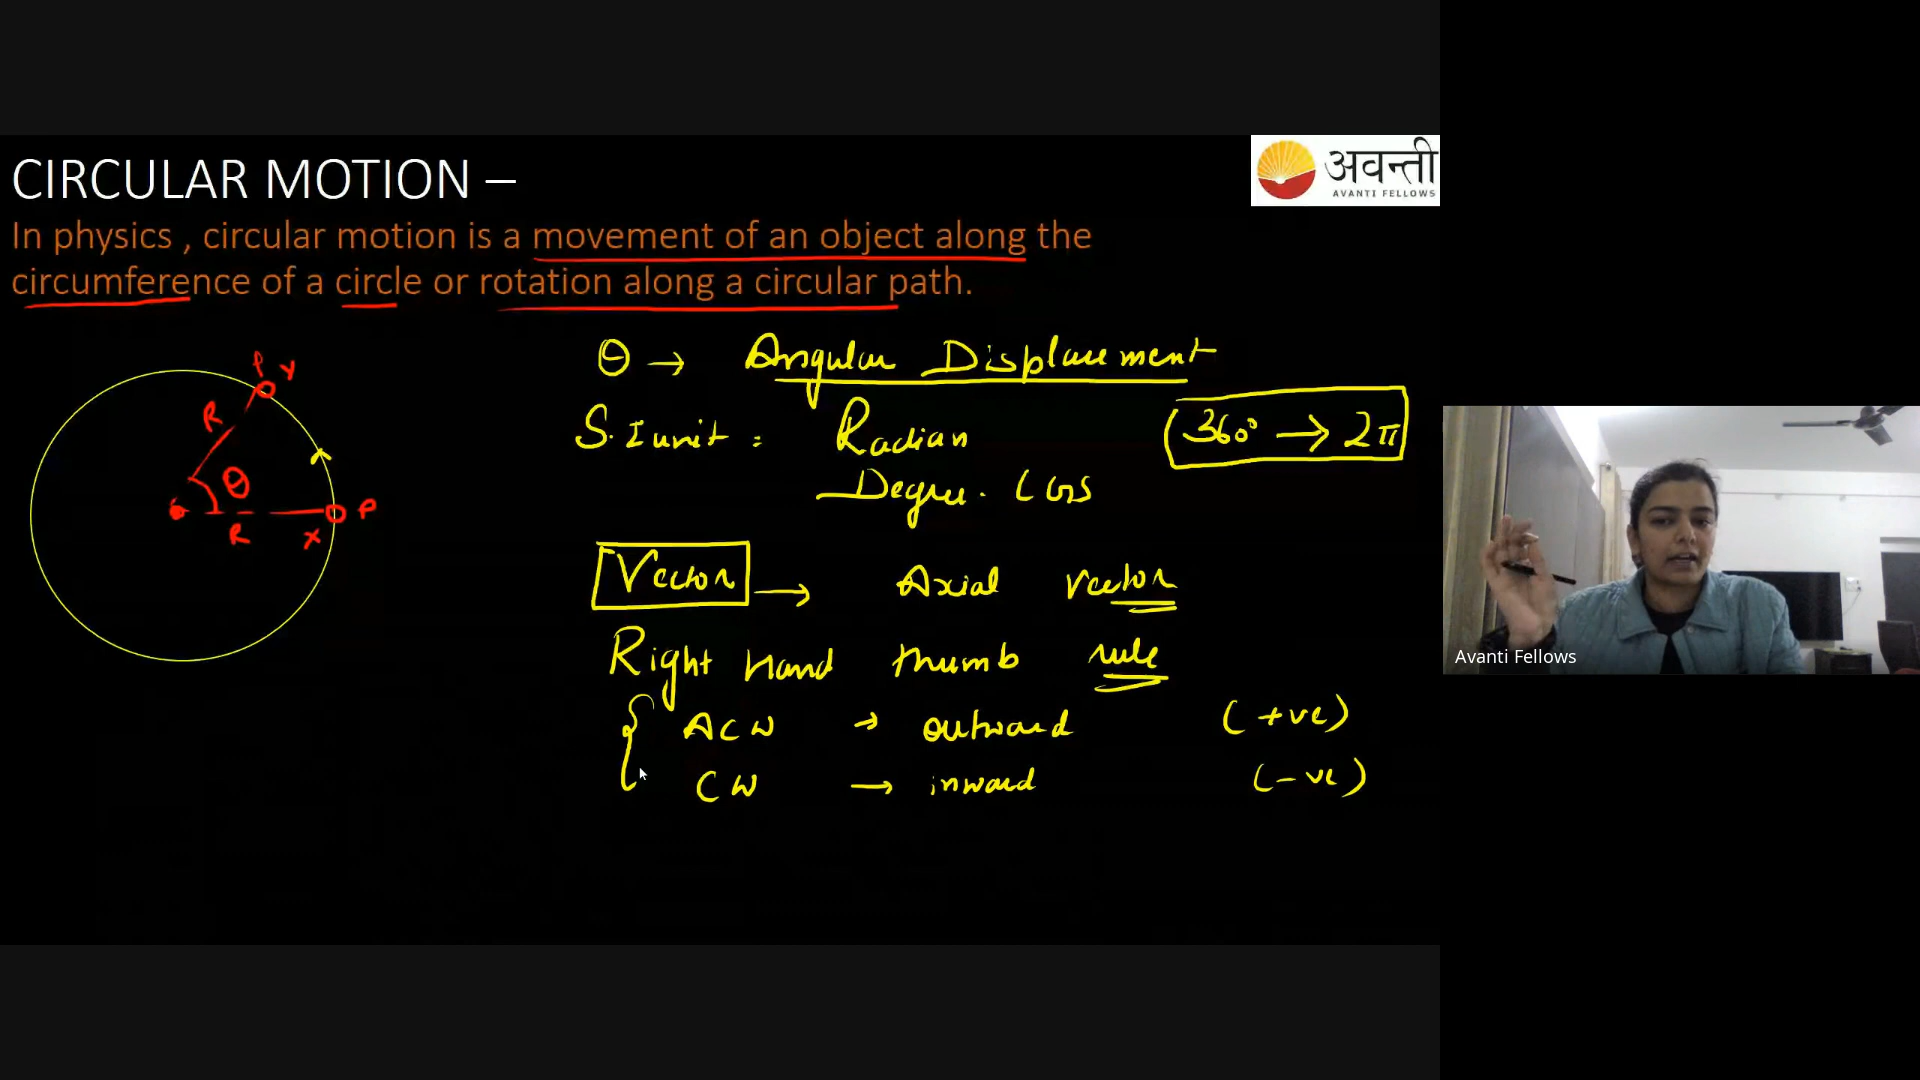 CIRCULAR MOTION –
अवन्ती
AVANTI FELLOWS
In physics , circular motion is a movement of an object along the
circumference of a circle or rotation along a circular path.
P Y
R
θ
R
X
P
θ → Angular Displacement
S.I unit : Radian
360° → 2π
Degree. CGS
Vector → Axial vector
Right hand thumb rule
ACW → outward (+ve)
CW → inward (-ve)
Avanti Fellows